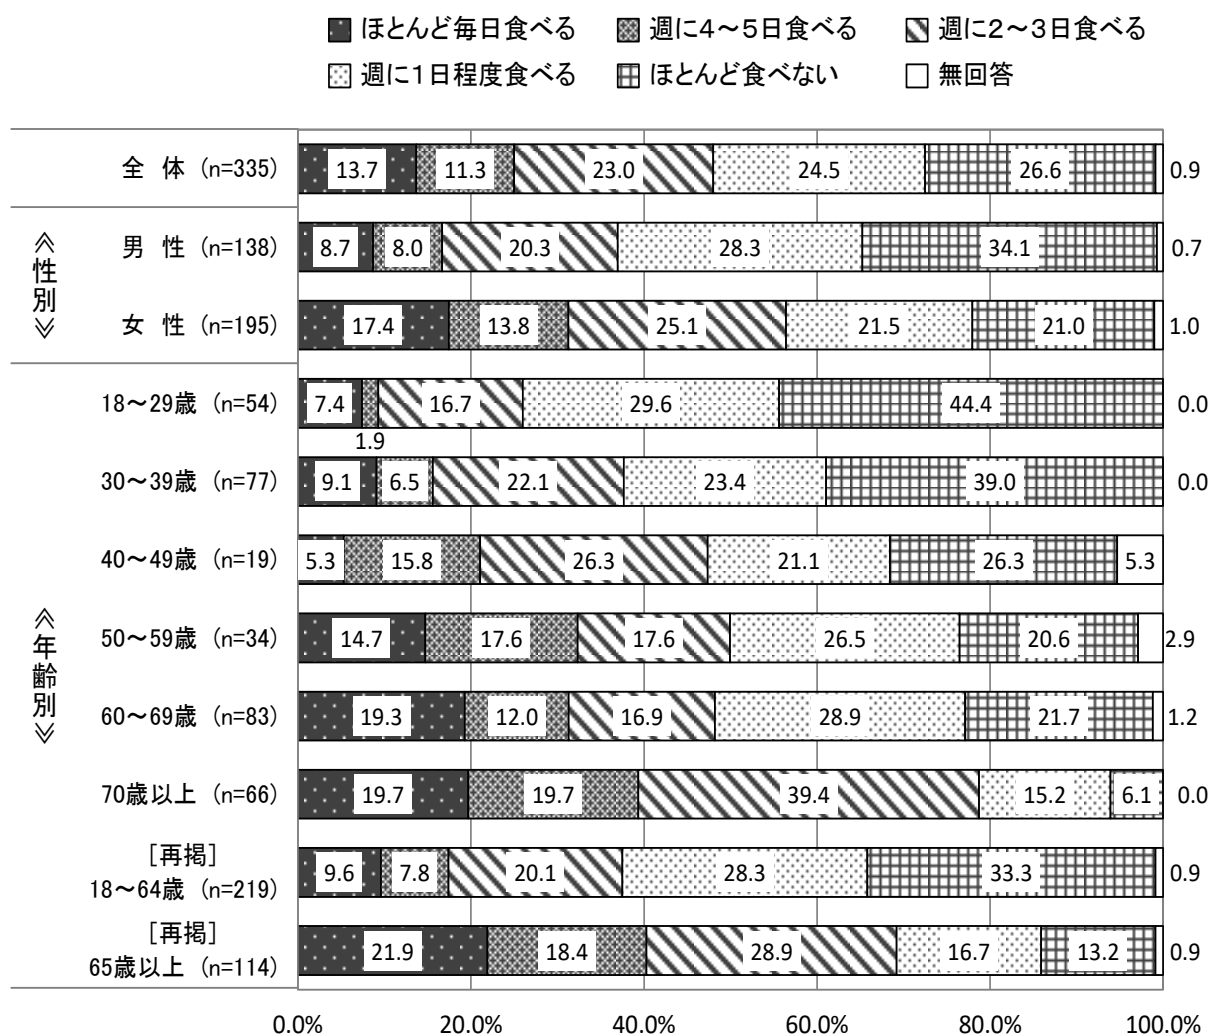 ほとんど毎日食べる 週に4～5日食べる 週に2～3日食べる
週に1日程度食べる ほとんど食べない 無回答
全 体 (n=335) 13.7 11.3 23.0 24.5 26.6 0.9
≪性別≫
男 性 (n=138) 8.7 8.0 20.3 28.3 34.1 0.7
女 性 (n=195) 17.4 13.8 25.1 21.5 21.0 1.0
≪年齢別≫
18～29歳 (n=54) 7.4 1.9 16.7 29.6 44.4 0.0
30～39歳 (n=77) 9.1 6.5 22.1 23.4 39.0 0.0
40～49歳 (n=19) 5.3 15.8 26.3 21.1 26.3 5.3
50～59歳 (n=34) 14.7 17.6 17.6 26.5 20.6 2.9
60～69歳 (n=83) 19.3 12.0 16.9 28.9 21.7 1.2
70歳以上 (n=66) 19.7 19.7 39.4 15.2 6.1 0.0
［再掲］
18～64歳 (n=219) 9.6 7.8 20.1 28.3 33.3 0.9
［再掲］
65歳以上 (n=114) 21.9 18.4 28.9 16.7 13.2 0.9
0.0% 20.0% 40.0% 60.0% 80.0% 100.0%